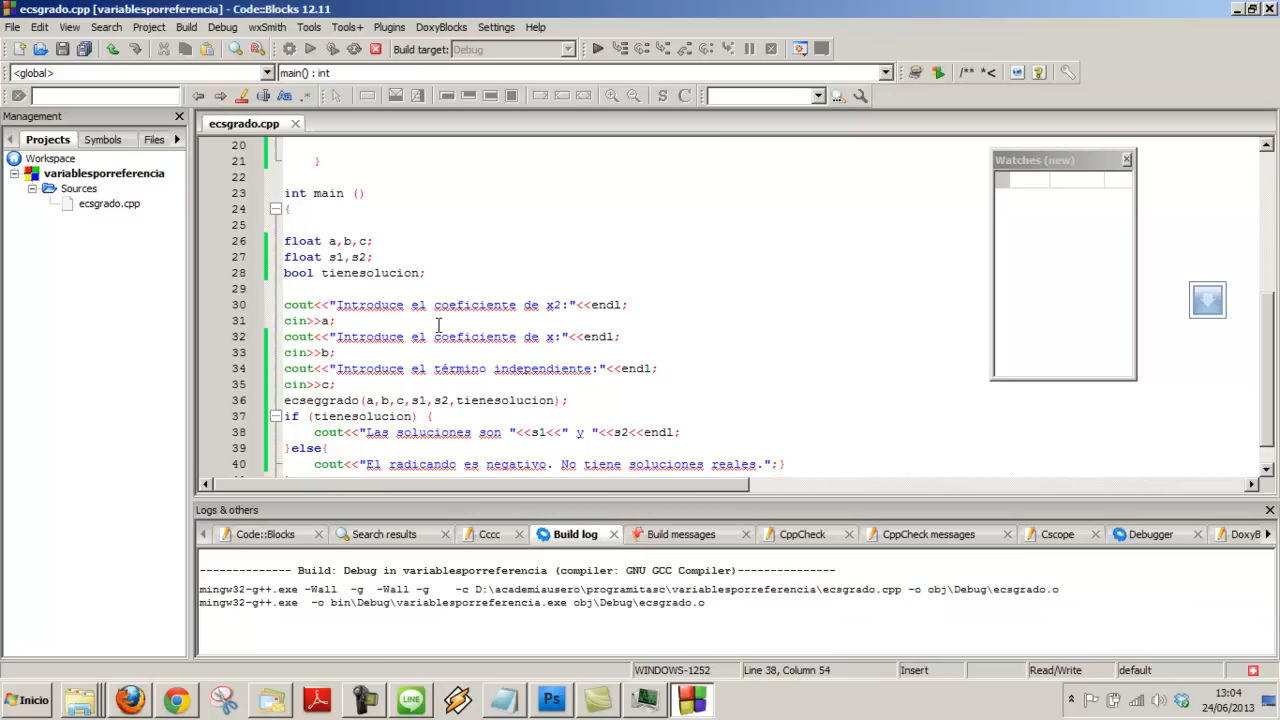 ecsgrado.cpp [variablesporreferencia] - Code::Blocks 12.11
File Edit View Search Project Build Debug wxSmith Tools Tools+ Plugins DoxyBlocks Settings Help
Build target: Debug
<global> main() : int /** *<
S C
Management
Projects Symbols Files
Workspace
variablesporreferencia
Sources
ecsgrado.cpp
ecsgrado.cpp
20
21 }
22
23 int main ()
24 {
25
26 float a,b,c;
27 float s1,s2;
28 bool tienesolucion;
29
30 cout<<"Introduce el coeficiente de x2:"<<endl;
31 cin>>a;
32 cout<<"Introduce el coeficiente de x:"<<endl;
33 cin>>b;
34 cout<<"Introduce el término independiente:"<<endl;
35 cin>>c;
36 ecseggrado(a,b,c,s1,s2,tienesolucion);
37 if (tienesolucion) {
38 cout<<"Las soluciones son "<<s1<<" y "<<s2<<endl;
39 }else{
40 cout<<"El radicando es negativo. No tiene soluciones reales.";}
Watches (new)
Logs & others
Code::Blocks Search results Cccc Build log Build messages CppCheck CppCheck messages Cscope Debugger DoxyB
-------------- Build: Debug in variablesporreferencia (compiler: GNU GCC Compiler)---------------
mingw32-g++.exe -Wall -g -Wall -g -c D:\academiausero\programitasc\variablesporreferencia\ecsgrado.cpp -o obj\Debug\ecsgrado.o
mingw32-g++.exe -o bin\Debug\variablesporreferencia.exe obj\Debug\ecsgrado.o
WINDOWS-1252 Line 38, Column 54 Insert Read/Write default
Inicio
LINE
Ps
13:04
24/06/2013